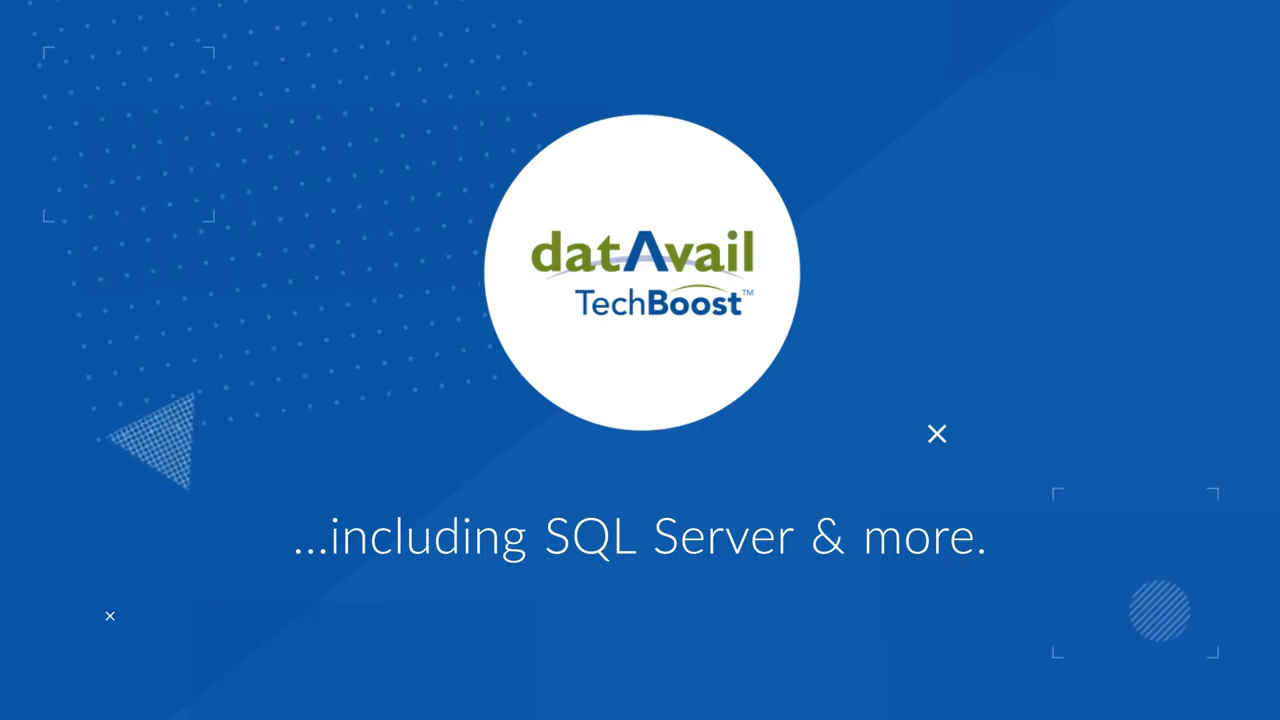 datAvail
TechBoost™
...including SQL Server & more.